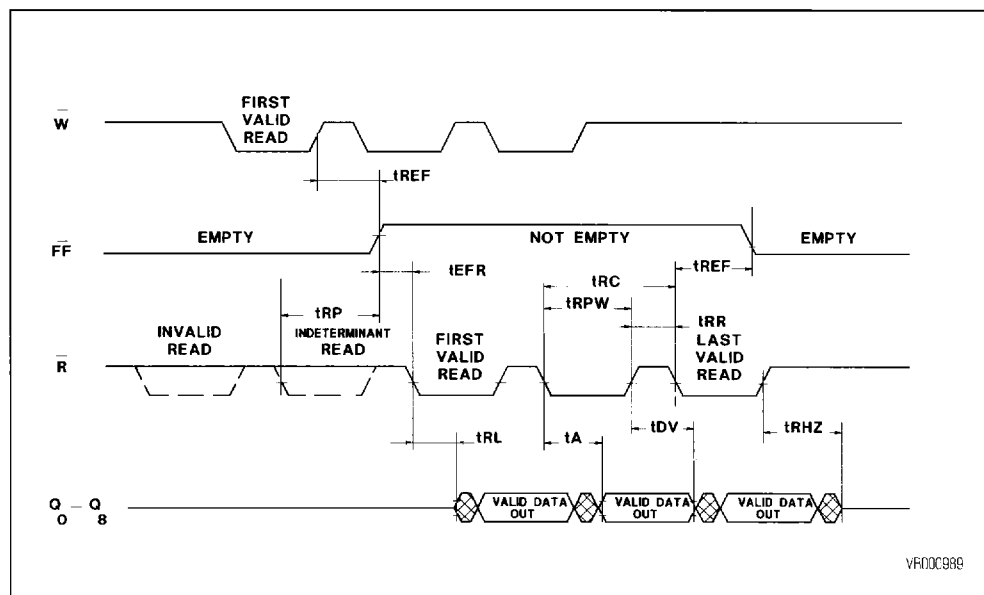 W̅
FIRST
VALID
READ
tREF
F̅F̅
EMPTY
NOT EMPTY
EMPTY
tEFR
tRC
tREF
tRP
tRPW
tRR
R̅
INVALID
READ
INDETERMINANT
READ
FIRST
VALID
READ
LAST
VALID
READ
tRL
tA
tDV
tRHZ
Q0 – Q8
VALID DATA
OUT
VALID DATA
OUT
VALID DATA
OUT
VR000989